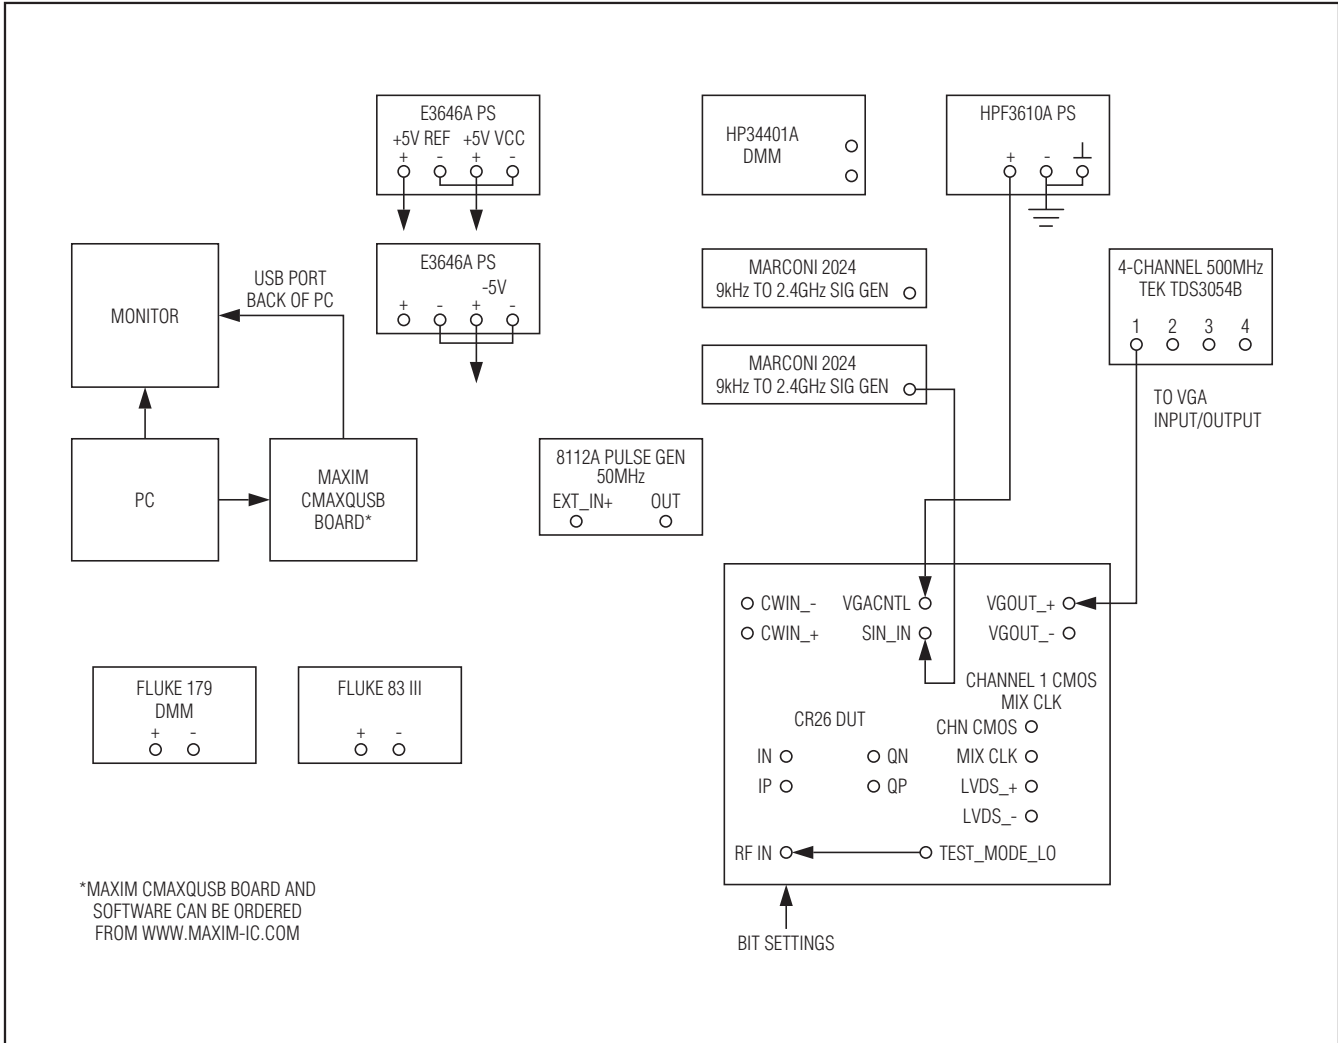 E3646A PS
+5V REF +5V VCC
+ - + -
HP34401A
DMM
HPF3610A PS
+ -
E3646A PS
-5V
+ - + -
MARCONI 2024
9kHz TO 2.4GHz SIG GEN
4-CHANNEL 500MHz
TEK TDS3054B
1 2 3 4
MONITOR
USB PORT
BACK OF PC
MARCONI 2024
9kHz TO 2.4GHz SIG GEN
TO VGA
INPUT/OUTPUT
PC
MAXIM
CMAXQUSB
BOARD*
8112A PULSE GEN
50MHz
EXT_IN+ OUT
CWIN_- VGACNTL VGOUT_+
CWIN_+ SIN_IN VGOUT_-
CHANNEL 1 CMOS
MIX CLK
CR26 DUT
CHN CMOS
IN QN MIX CLK
IP QP LVDS_+
LVDS_-
RF IN TEST_MODE_LO
BIT SETTINGS
FLUKE 179
DMM
+ -
FLUKE 83 III
+ -
*MAXIM CMAXQUSB BOARD AND
SOFTWARE CAN BE ORDERED
FROM WWW.MAXIM-IC.COM